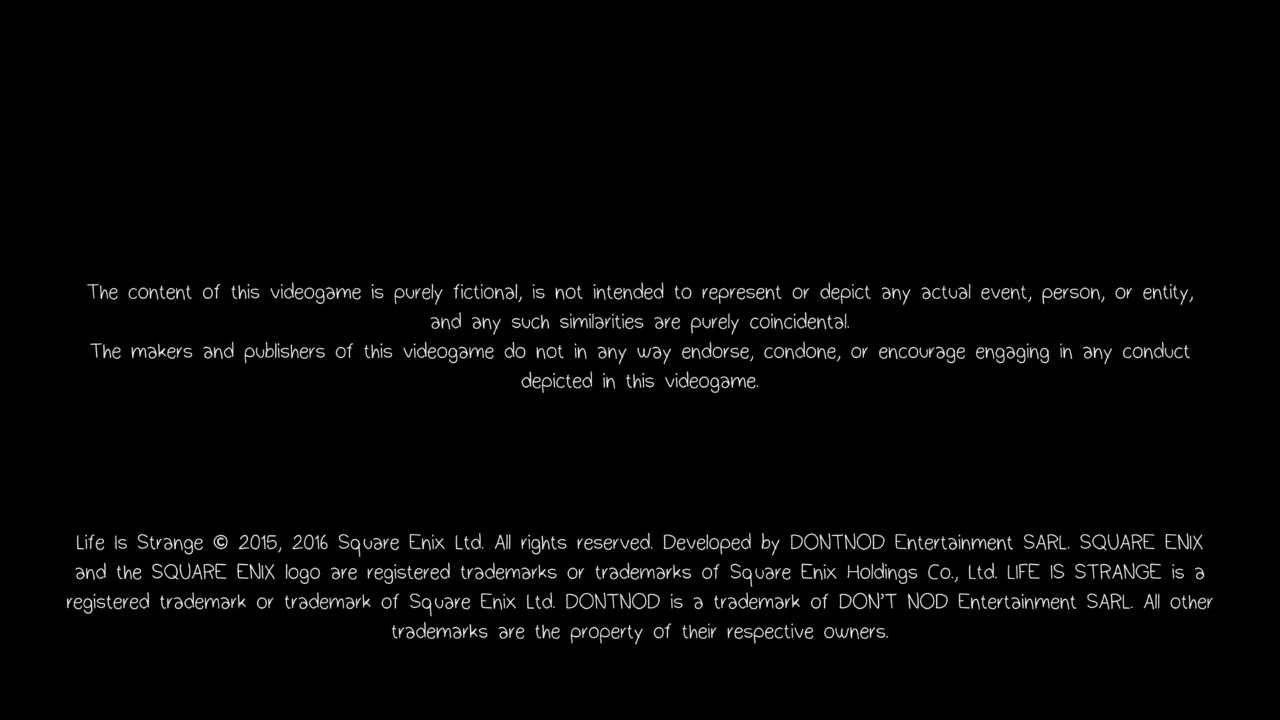 The content of this videogame is purely fictional, is not intended to represent or depict any actual event, person, or entity,
and any such similarities are purely coincidental.
The makers and publishers of this videogame do not in any way endorse, condone, or encourage engaging in any conduct
depicted in this videogame.
Life Is Strange © 2015, 2016 Square Enix Ltd. All rights reserved. Developed by DONTNOD Entertainment SARL. SQUARE ENIX
and the SQUARE ENIX logo are registered trademarks or trademarks of Square Enix Holdings Co., Ltd. LIFE IS STRANGE is a
registered trademark or trademark of Square Enix Ltd. DONTNOD is a trademark of DON'T NOD Entertainment SARL. All other
trademarks are the property of their respective owners.